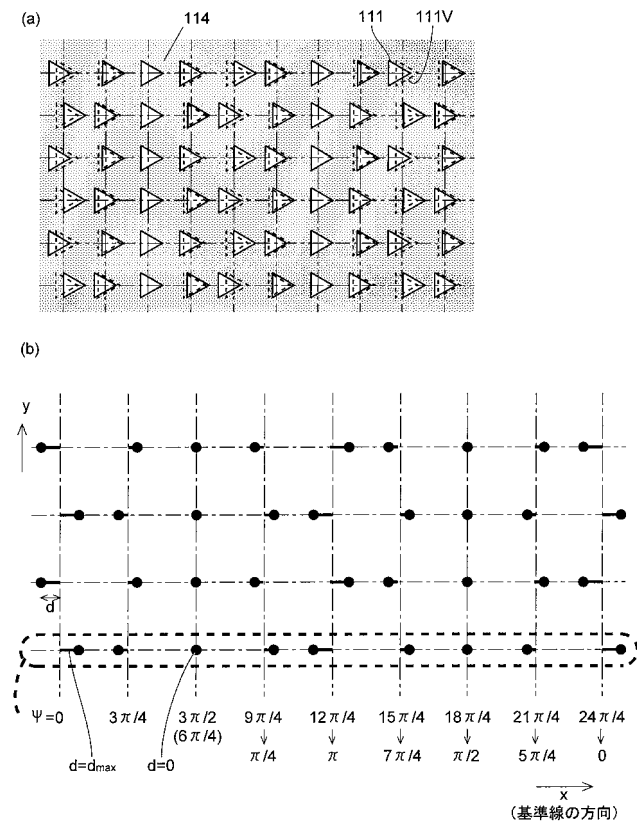 (a)
114 111 111V
(b)
y
d
Ψ=0 3π/4 3π/2 9π/4 12π/4 15π/4 18π/4 21π/4 24π/4
(6π/4)
π/4 π 7π/4 π/2 5π/4 0
d=dmax d=0
x
(基準線の方向)